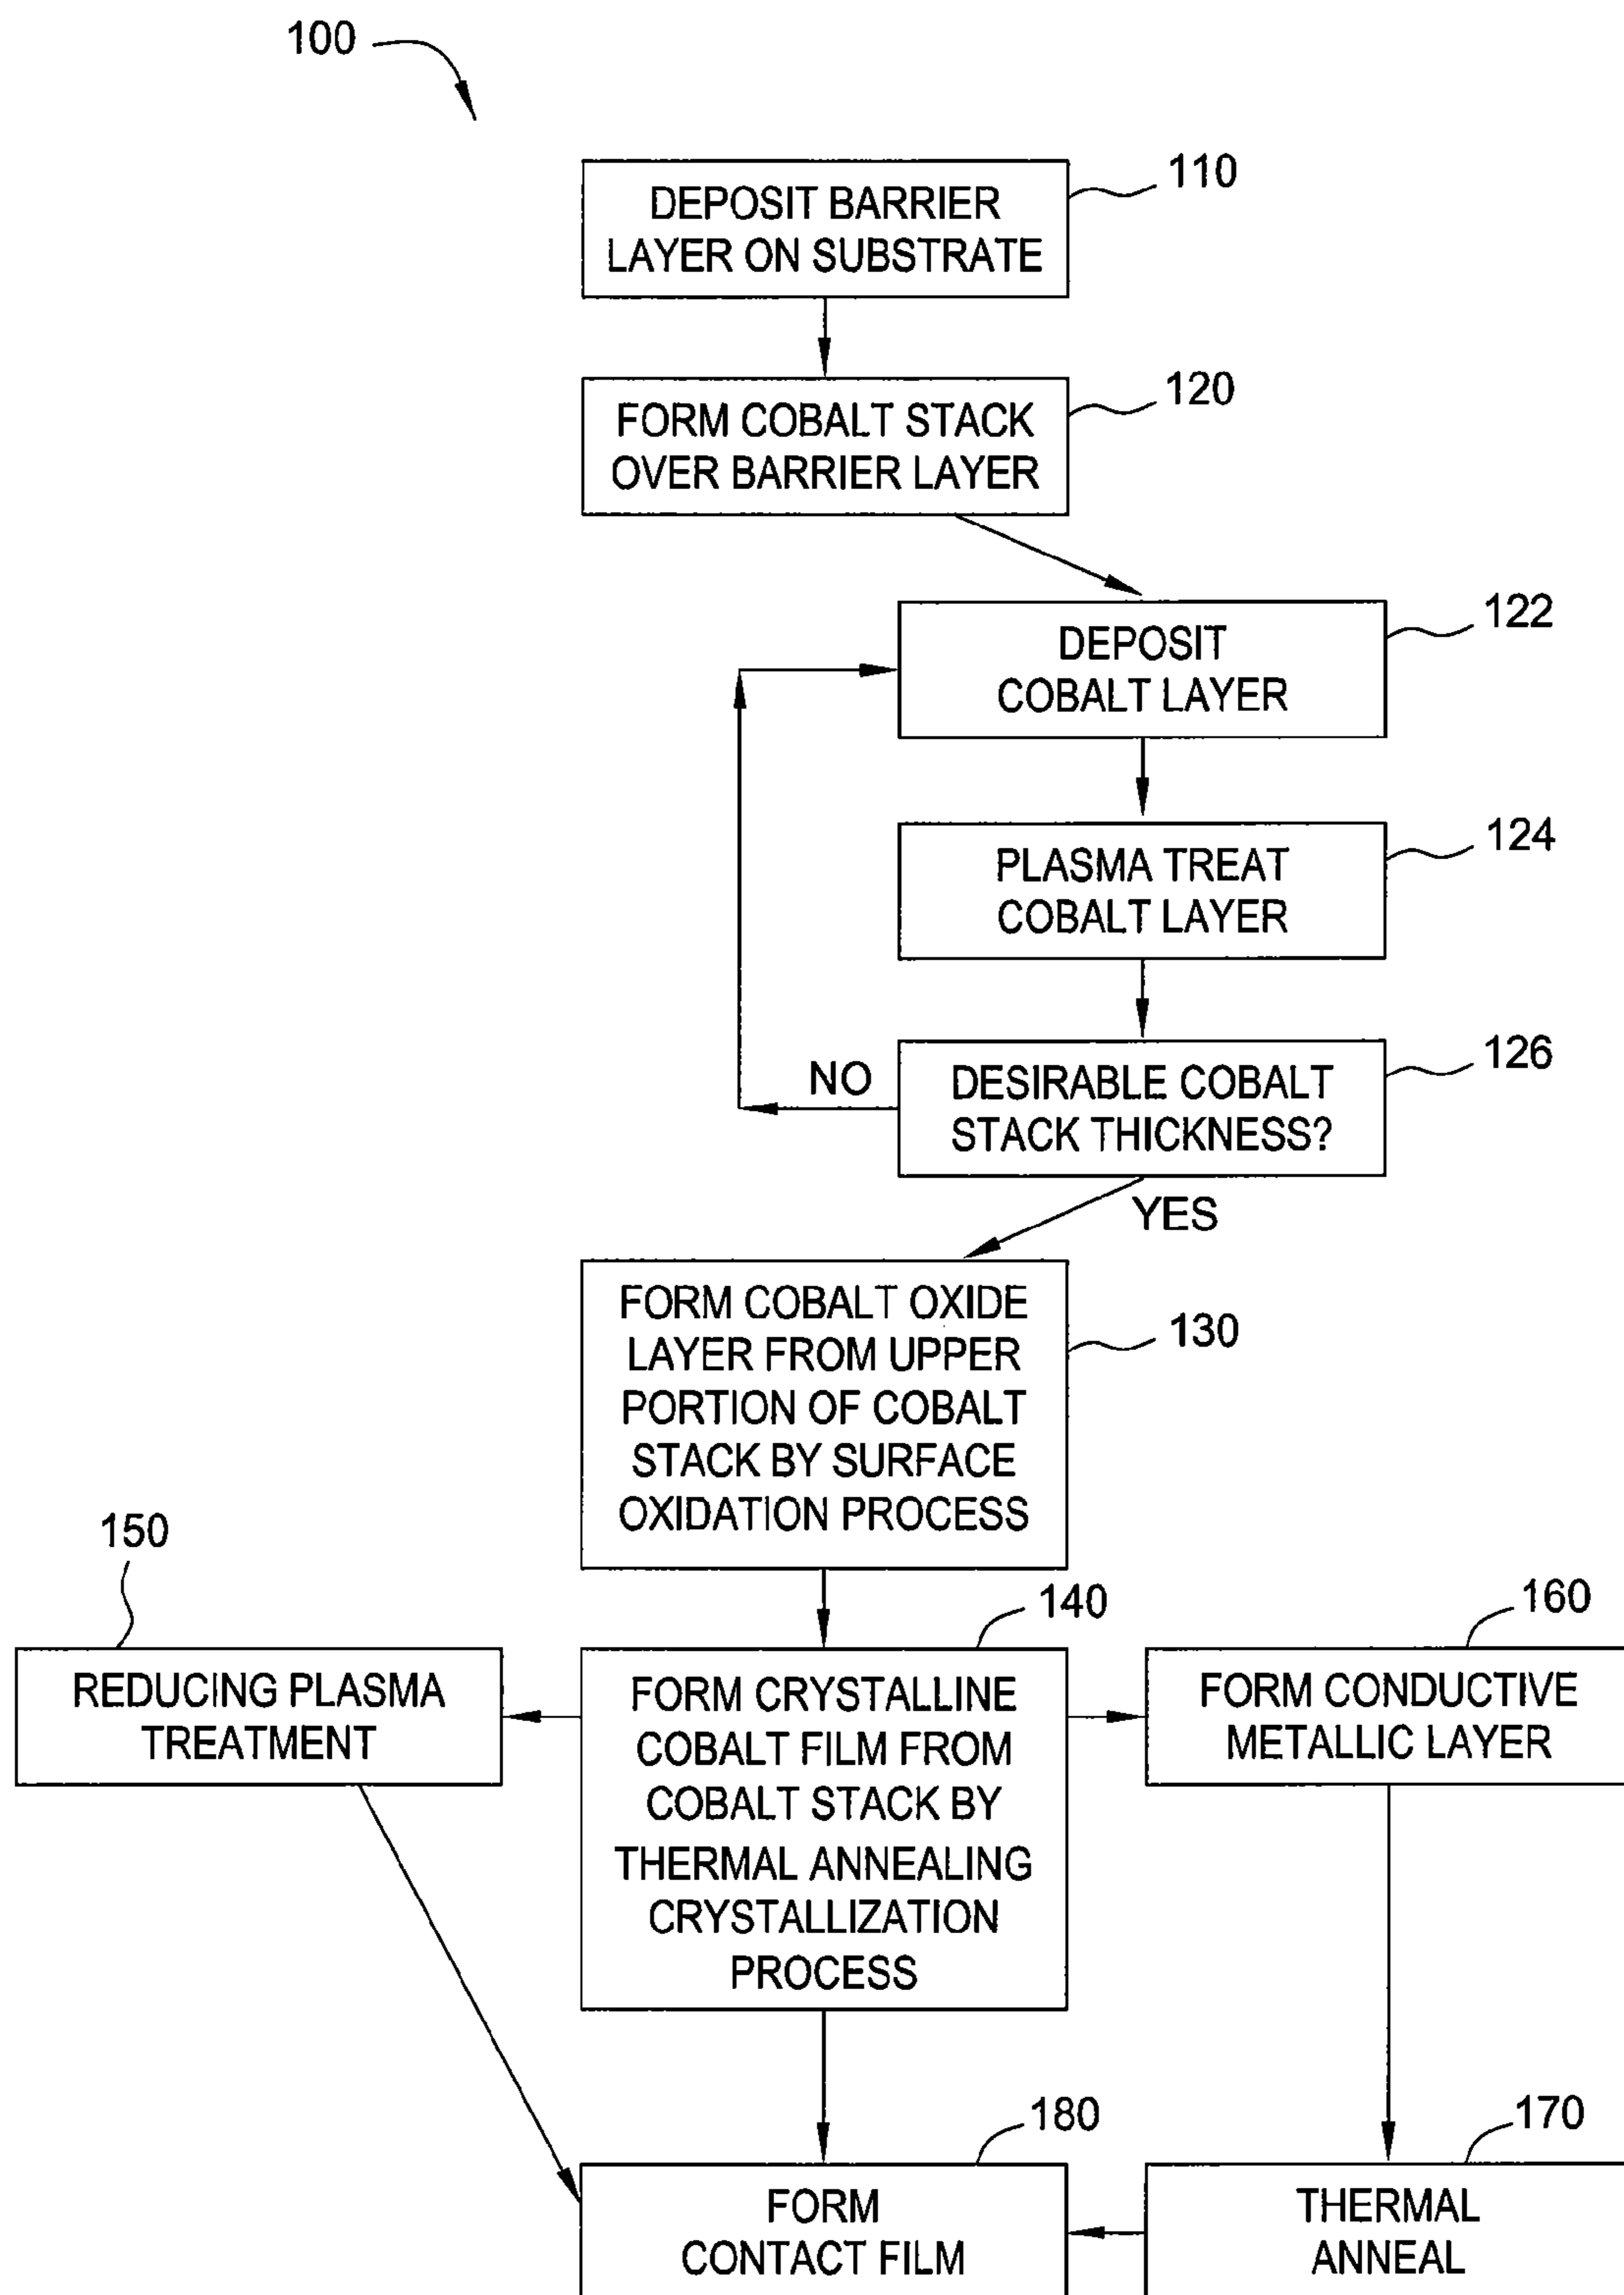 100
DEPOSIT BARRIER
LAYER ON SUBSTRATE
110
FORM COBALT STACK
OVER BARRIER LAYER
120
DEPOSIT
COBALT LAYER
122
PLASMA TREAT
COBALT LAYER
124
DESIRABLE COBALT
STACK THICKNESS?
126
NO
YES
FORM COBALT OXIDE
LAYER FROM UPPER
PORTION OF COBALT
STACK BY SURFACE
OXIDATION PROCESS
130
150
REDUCING PLASMA
TREATMENT
140
FORM CRYSTALLINE
COBALT FILM FROM
COBALT STACK BY
THERMAL ANNEALING
CRYSTALLIZATION
PROCESS
160
FORM CONDUCTIVE
METALLIC LAYER
180
FORM
CONTACT FILM
170
THERMAL
ANNEAL